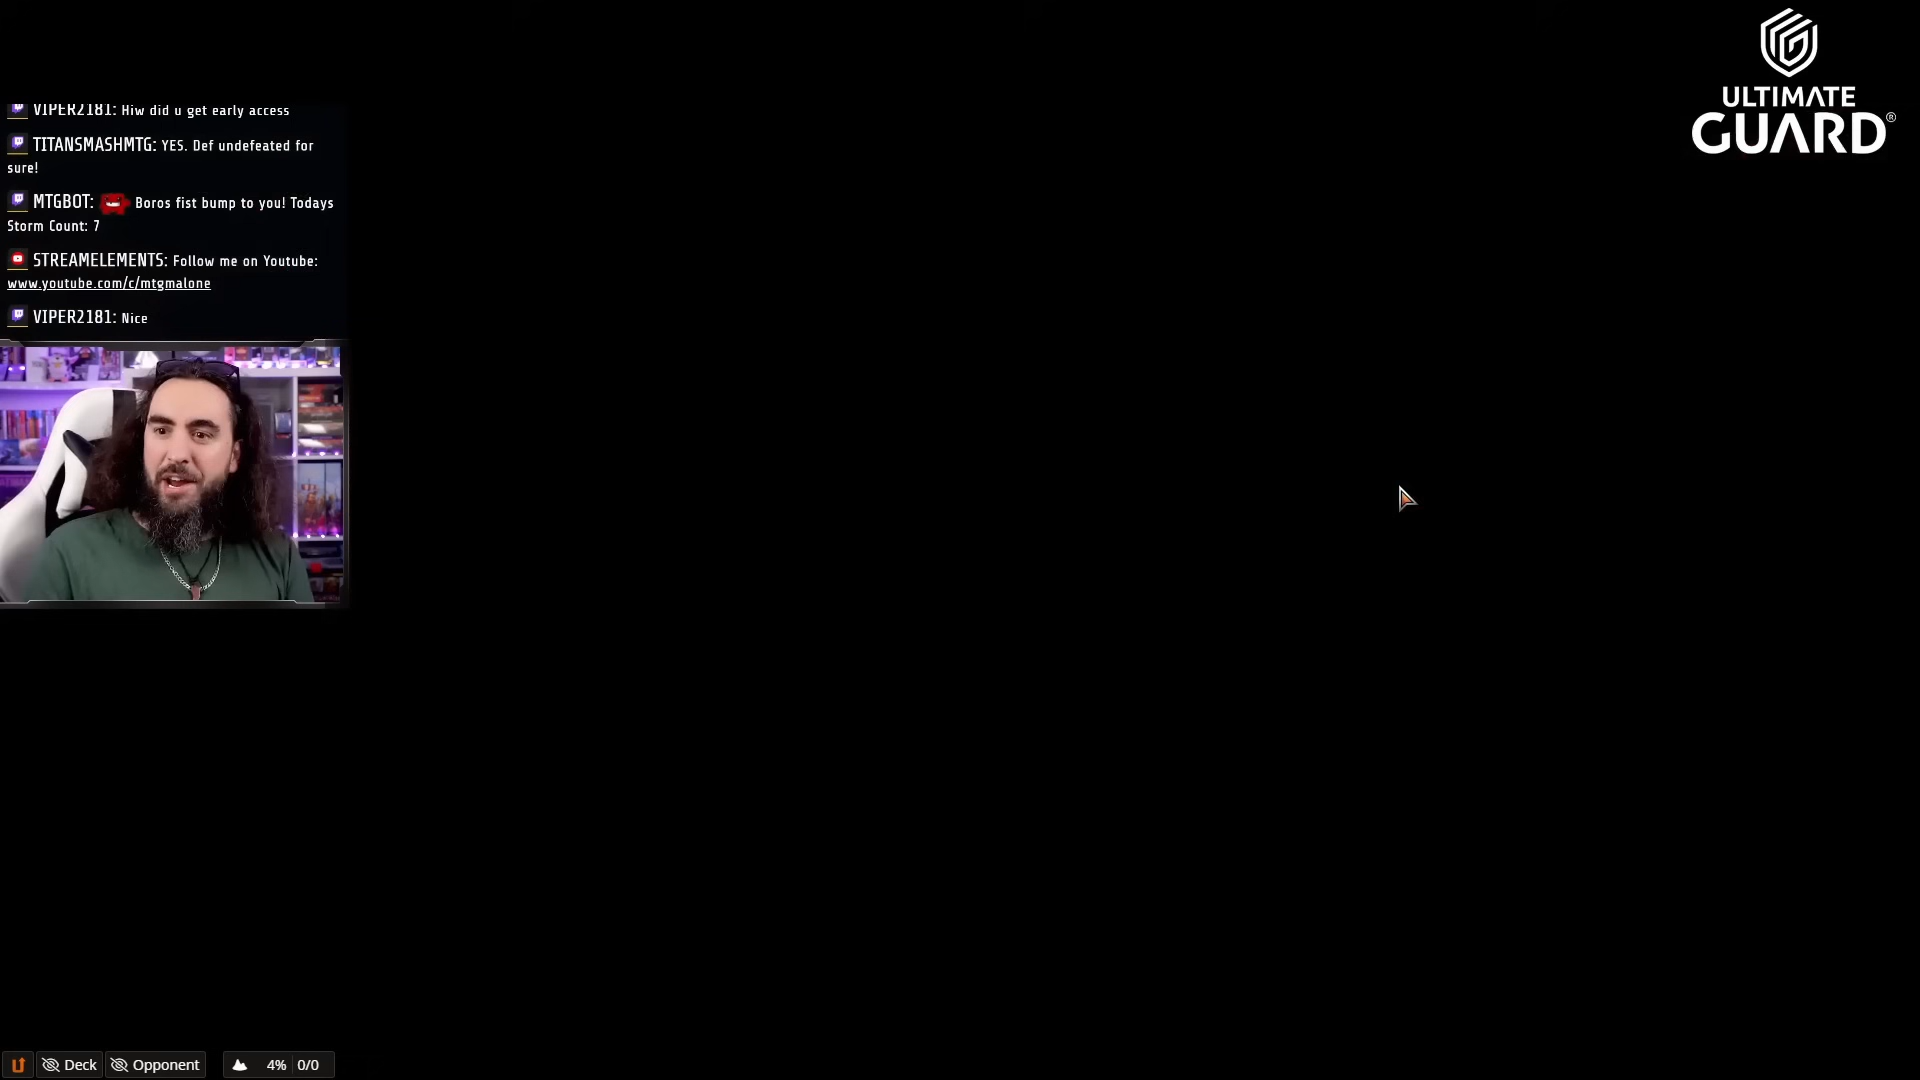 VIPER2181: Hiw did u get early access
TITANSMASHMTG: YES. Def undefeated for
sure!
MTGBOT: Boros fist bump to you! Todays
Storm Count: 7
STREAMELEMENTS: Follow me on Youtube:
www.youtube.com/c/mtgmalone
VIPER2181: Nice
ULTIMATE
GUARD®
Deck
Opponent
4% 0/0